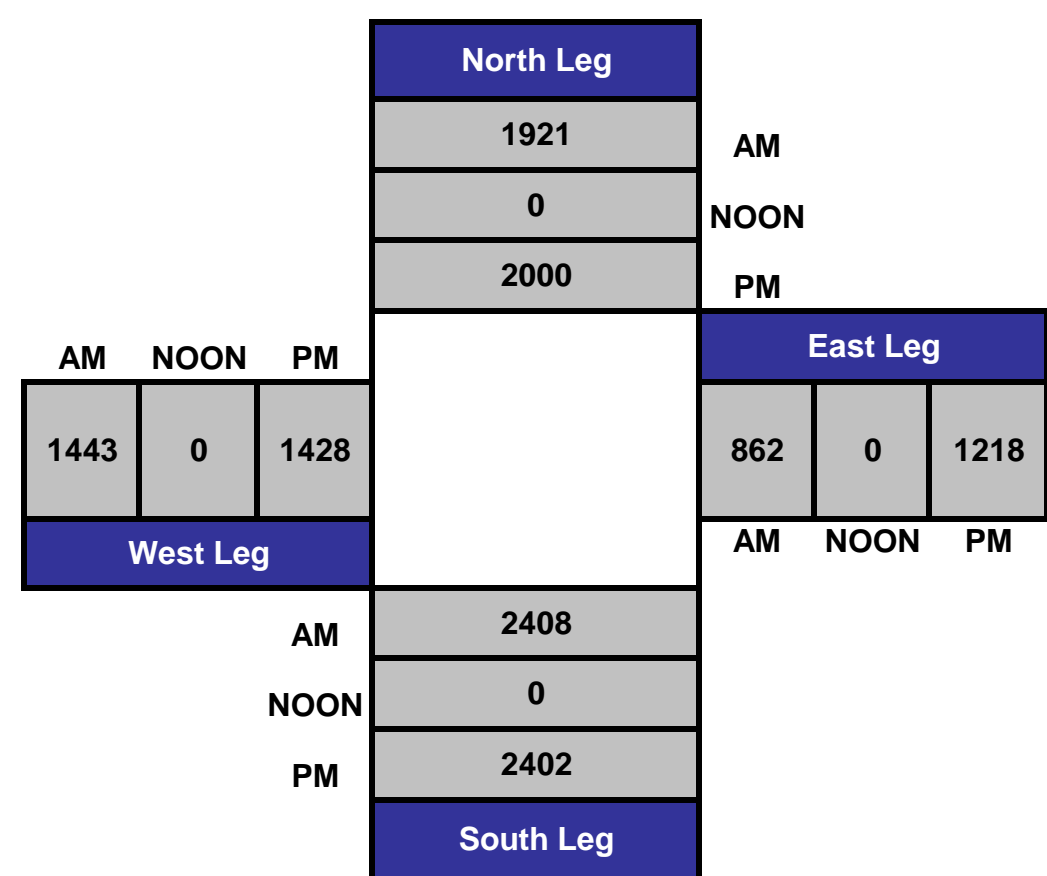 North Leg
1921 AM
0 NOON
2000 PM
East Leg
AM NOON PM
1443 0 1428
862 0 1218
West Leg
AM NOON PM
AM 2408
NOON 0
PM 2402
South Leg